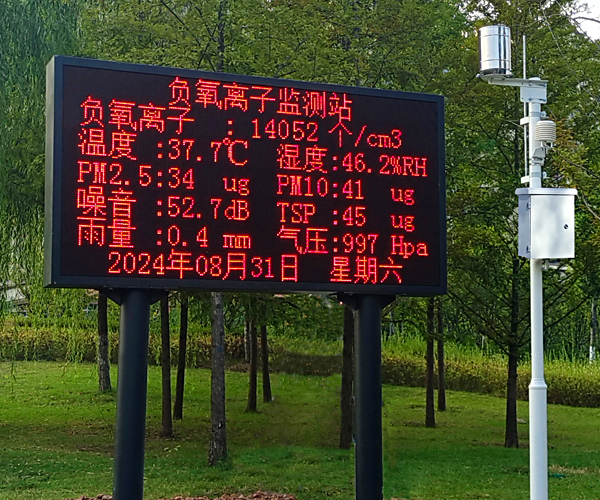 负氧离子监测站
负氧离子 : 14052 个/cm3
温度 :37.7℃ 湿度:46.2%RH
PM2.5:34 ug PM10:41 ug
噪音 :52.7dB TSP :45 ug
雨量 :0.4 mm 气压:997 Hpa
2024年08月31日 星期六